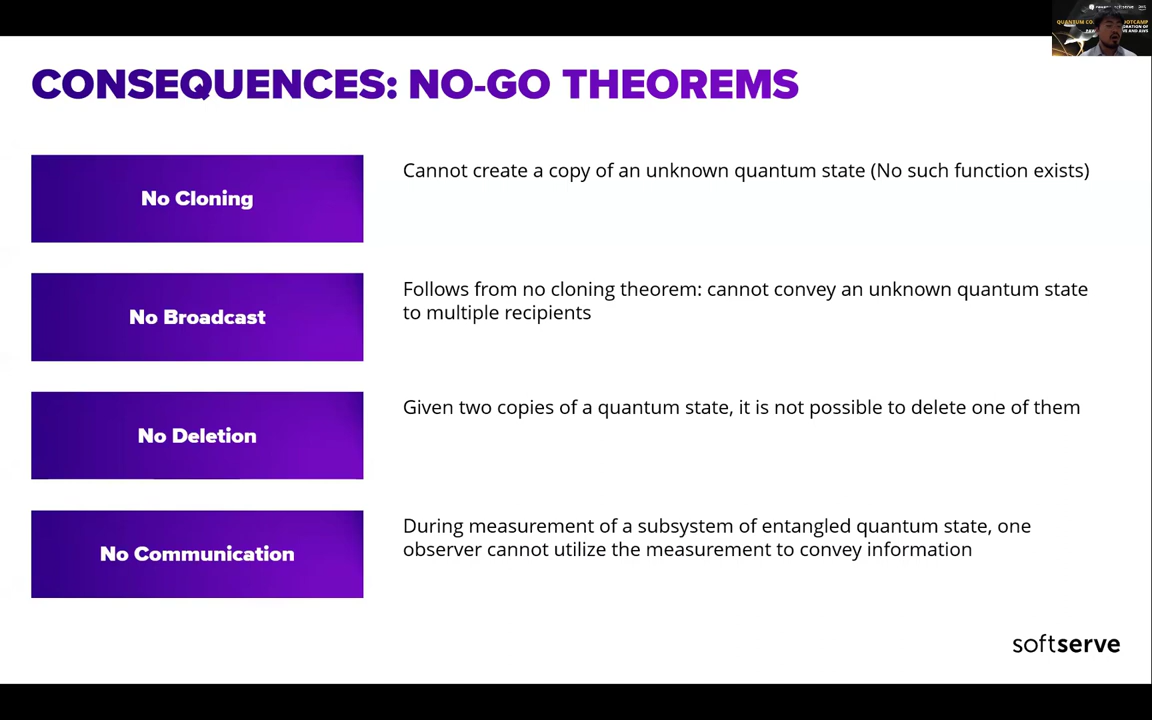 QUANTUM CO
OOTCAMP
CONSEQUENCES: NO-GO THEOREMS
No Cloning
Cannot create a copy of an unknown quantum state (No such function exists)
No Broadcast
Follows from no cloning theorem: cannot convey an unknown quantum state
to multiple recipients
No Deletion
Given two copies of a quantum state, it is not possible to delete one of them
No Communication
During measurement of a subsystem of entangled quantum state, one
observer cannot utilize the measurement to convey information
softserve